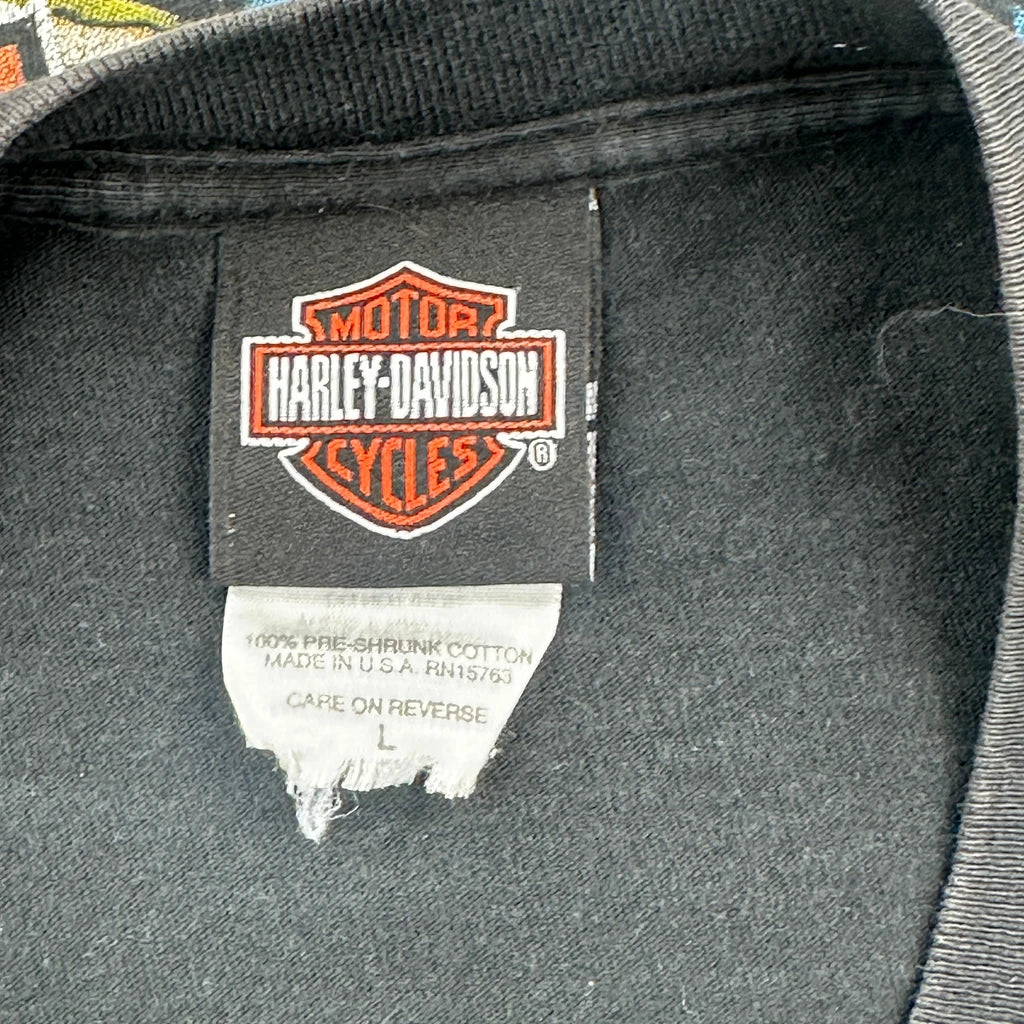 MOTOR
HARLEY-DAVIDSON
CYCLES
®
100% PRE-SHRUNK COTTON
MADE IN U.S.A. RN15763
CARE ON REVERSE
L